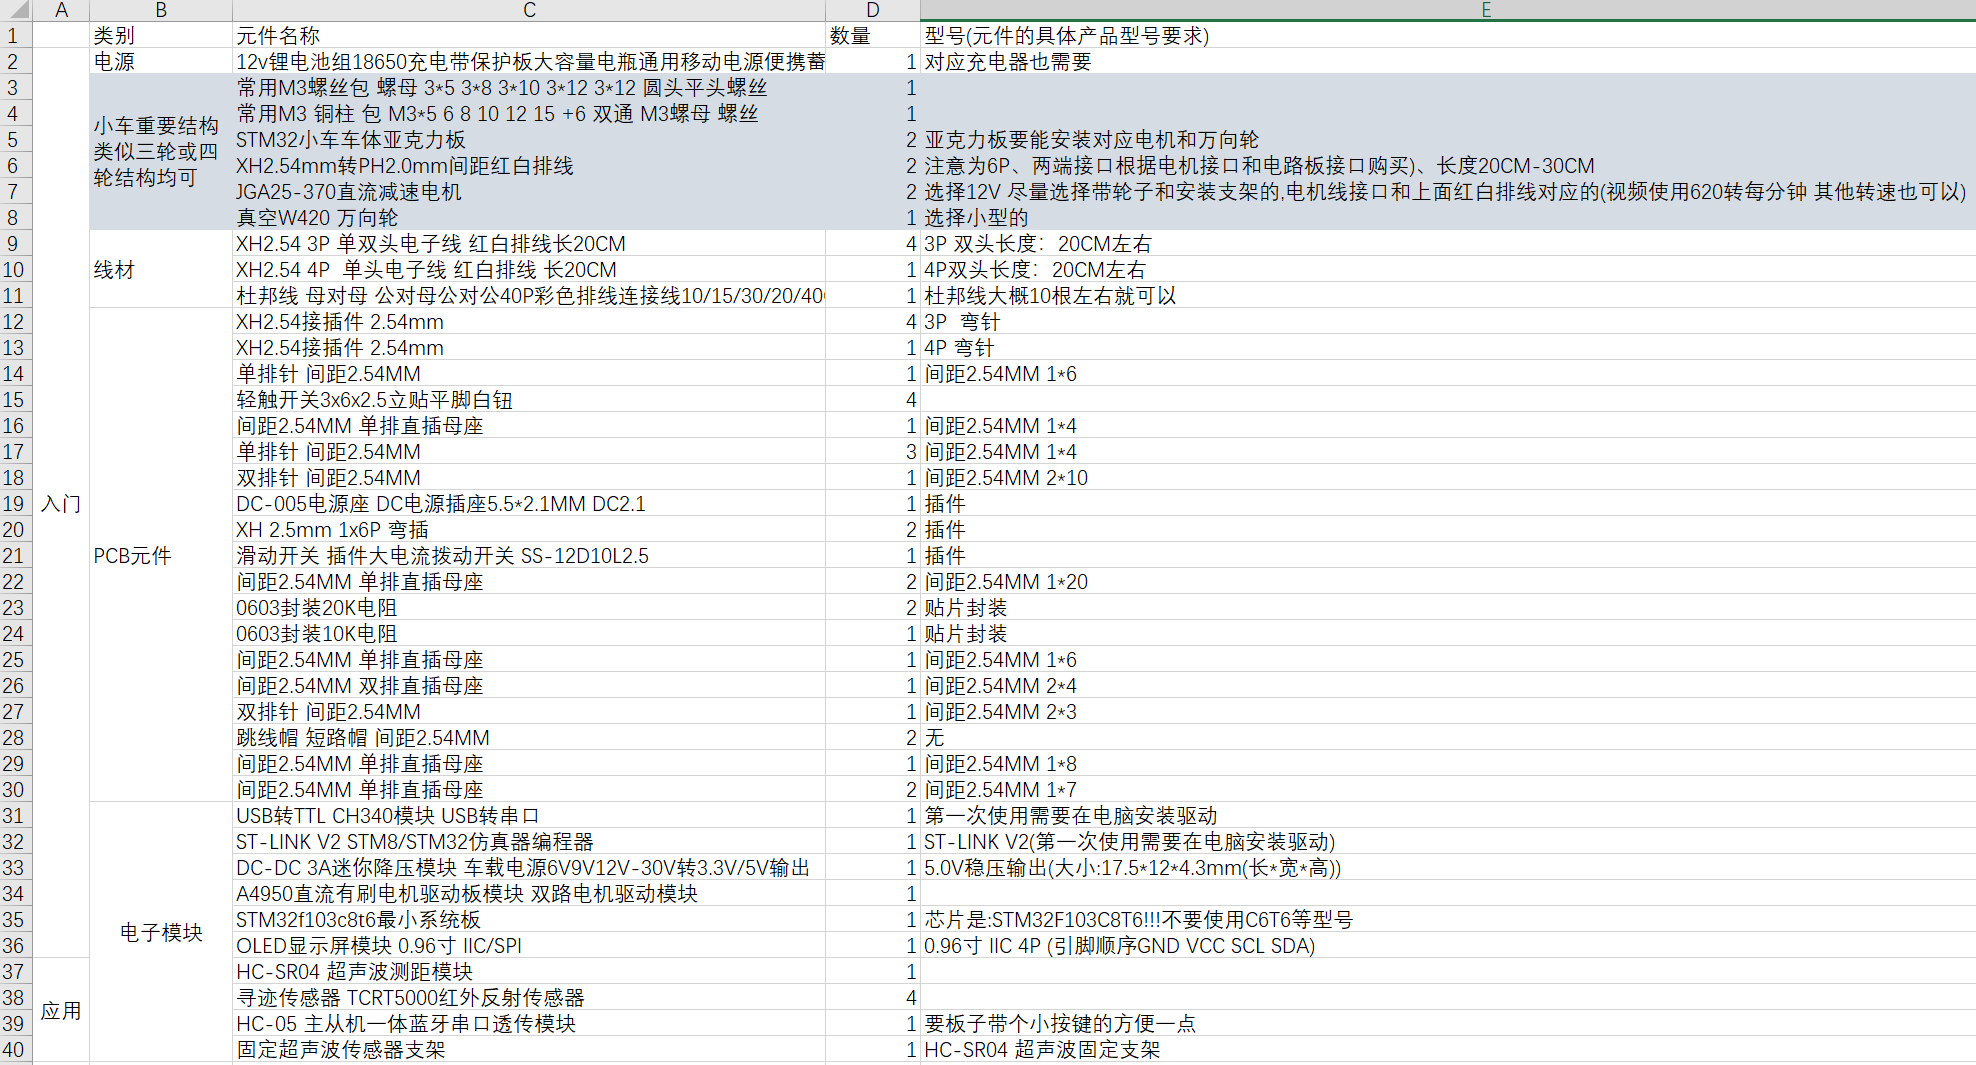 A B C D E
1 类别 元件名称 数量 型号(元件的具体产品型号要求)
2 电源 12v锂电池组18650充电带保护板大容量电瓶通用移动电源便携蓄 1 对应充电器也需要
3 常用M3螺丝包 螺母 3*5 3*8 3*10 3*12 3*12 圆头平头螺丝 1
4 常用M3 铜柱 包 M3*5 6 8 10 12 15 +6 双通 M3螺母 螺丝 1
小车重要结构
类似三轮或四
轮结构均可
5 STM32小车车体亚克力板 2 亚克力板要能安装对应电机和万向轮
6 XH2.54mm转PH2.0mm间距红白排线 2 注意为6P、两端接口根据电机接口和电路板接口购买)、长度20CM-30CM
7 JGA25-370直流减速电机 2 选择12V 尽量选择带轮子和安装支架的,电机线接口和上面红白排线对应的(视频使用620转每分钟 其他转速也可以)
8 真空W420 万向轮 1 选择小型的
9 XH2.54 3P 单双头电子线 红白排线长20CM 4 3P 双头长度：20CM左右
10 线材 XH2.54 4P  单头电子线 红白排线 长20CM 1 4P双头长度：20CM左右
11 杜邦线 母对母 公对母公对公40P彩色排线连接线10/15/30/20/40 1 杜邦线大概10根左右就可以
12 XH2.54接插件 2.54mm 4 3P  弯针
13 XH2.54接插件 2.54mm 1 4P 弯针
14 单排针 间距2.54MM 1 间距2.54MM 1*6
15 轻触开关3x6x2.5立贴平脚白钮 4
16 间距2.54MM 单排直插母座 1 间距2.54MM 1*4
17 单排针 间距2.54MM 3 间距2.54MM 1*4
18 双排针 间距2.54MM 1 间距2.54MM 2*10
19 入门 DC-005电源座 DC电源插座5.5*2.1MM DC2.1 1 插件
20 XH 2.5mm 1x6P 弯插 2 插件
21 PCB元件 滑动开关 插件大电流拨动开关 SS-12D10L2.5 1 插件
22 间距2.54MM 单排直插母座 2 间距2.54MM 1*20
23 0603封装20K电阻 2 贴片封装
24 0603封装10K电阻 1 贴片封装
25 间距2.54MM 单排直插母座 1 间距2.54MM 1*6
26 间距2.54MM 双排直插母座 1 间距2.54MM 2*4
27 双排针 间距2.54MM 1 间距2.54MM 2*3
28 跳线帽 短路帽 间距2.54MM 2 无
29 间距2.54MM 单排直插母座 1 间距2.54MM 1*8
30 间距2.54MM 单排直插母座 2 间距2.54MM 1*7
31 USB转TTL CH340模块 USB转串口 1 第一次使用需要在电脑安装驱动
32 ST-LINK V2 STM8/STM32仿真器编程器 1 ST-LINK V2(第一次使用需要在电脑安装驱动)
33 DC-DC 3A迷你降压模块 车载电源6V9V12V-30V转3.3V/5V输出 1 5.0V稳压输出(大小:17.5*12*4.3mm(长*宽*高))
34 A4950直流有刷电机驱动板模块 双路电机驱动模块 1
35 STM32f103c8t6最小系统板 1 芯片是:STM32F103C8T6!!!不要使用C6T6等型号
电子模块
36 OLED显示屏模块 0.96寸 IIC/SPI 1 0.96寸 IIC 4P (引脚顺序GND VCC SCL SDA)
37 HC-SR04 超声波测距模块 1
38 寻迹传感器 TCRT5000红外反射传感器 4
应用
39 HC-05 主从机一体蓝牙串口透传模块 1 要板子带个小按键的方便一点
40 固定超声波传感器支架 1 HC-SR04 超声波固定支架